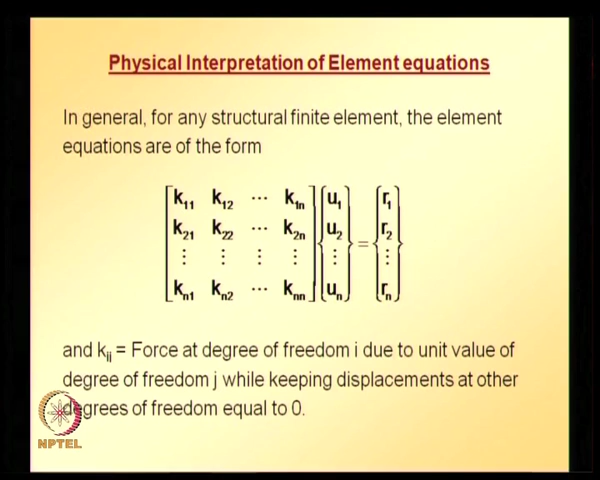 Physical Interpretation of Element equations
In general, for any structural finite element, the element
equations are of the form
[k₁₁ k₁₂ ⋯ k₁ₙ] {u₁} {r₁}
[k₂₁ k₂₂ ⋯ k₂ₙ] {u₂} = {r₂}
[⋮ ⋮ ⋮ ⋮] {⋮} {⋮}
[kₙ₁ kₙ₂ ⋯ kₙₙ] {uₙ} {rₙ}
and kᵢⱼ = Force at degree of freedom i due to unit value of
degree of freedom j while keeping displacements at other
degrees of freedom equal to 0.
NPTEL